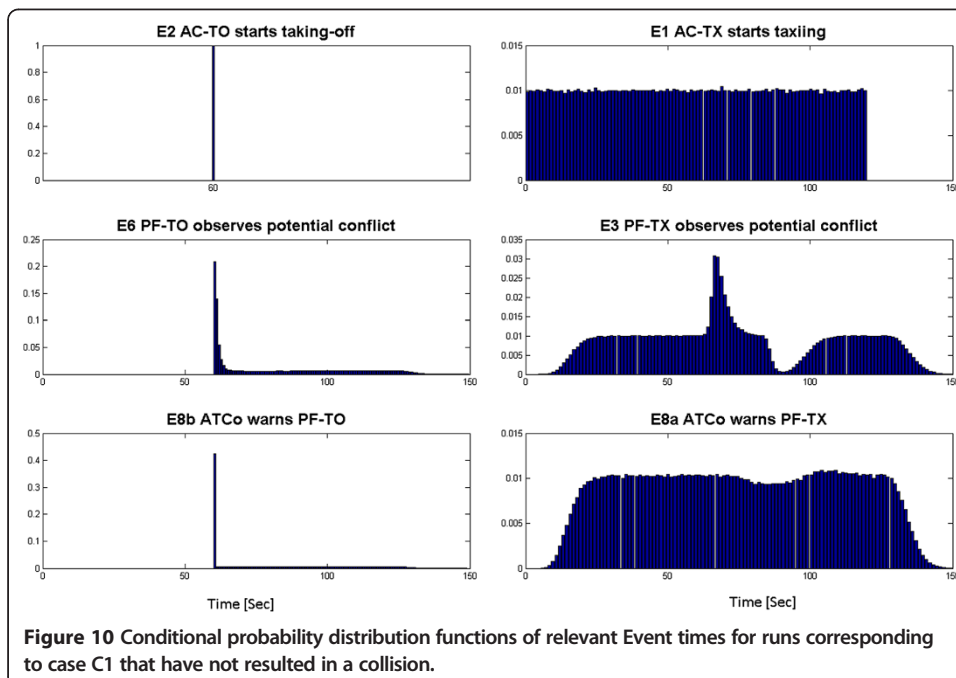 E2 AC-TO starts taking-off
1
0.8
0.6
0.4
0.2
0
60
E1 AC-TX starts taxiing
0.015
0.01
0.005
0
0 50 100 150
E6 PF-TO observes potential conflict
0.25
0.2
0.15
0.1
0.05
0
0 50 100 150
E3 PF-TX observes potential conflict
0.035
0.03
0.025
0.02
0.015
0.01
0.005
0
0 50 100 150
E8b ATCo warns PF-TO
0.5
0.4
0.3
0.2
0.1
0
0 50 100 150
Time [Sec]
E8a ATCo warns PF-TX
0.015
0.01
0.005
0
0 50 100 150
Time [Sec]
Figure 10 Conditional probability distribution functions of relevant Event times for runs corresponding
to case C1 that have not resulted in a collision.